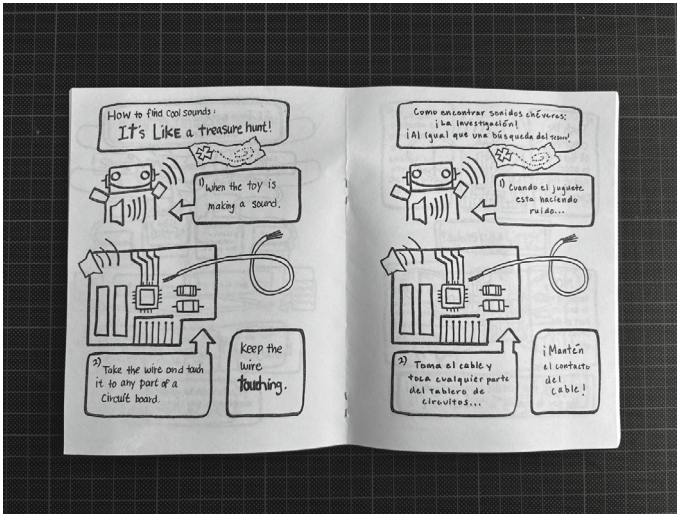 How to find cool sounds:
It's Like a treasure hunt!
1) When the toy is
making a sound.
2) Take the wire and touch
it to any part of a
Circuit board.
Keep the
wire
touching.
Como encontrar sonidos chéveres:
¡La investigación!
¡Al igual que una búsqueda del tesoro!
1) Cuando el juguete
esta haciendo
ruido...
2) Toma el cable y
toca cualquier parte
del Tablero de
circuitos...
¡Mantén
el contacto
del
cable!